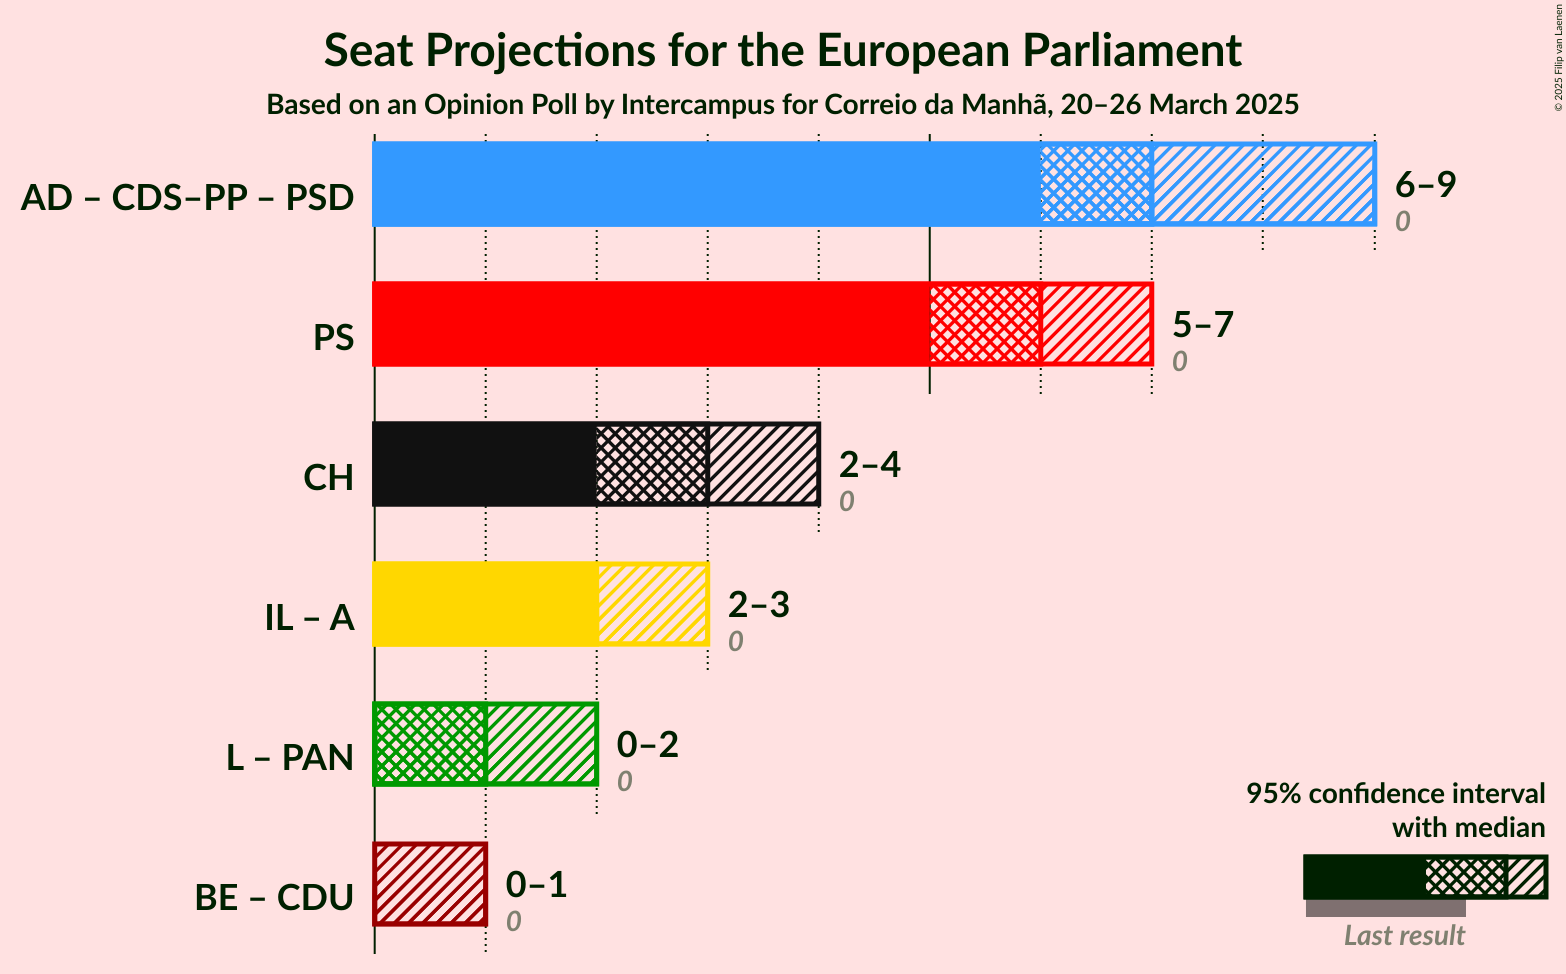 Seat Projections for the European Parliament
Based on an Opinion Poll by Intercampus for Correio da Manhã, 20–26 March 2025
© 2025 Filip van Laenen
AD – CDS–PP – PSD
6–9
0
PS
5–7
0
CH
2–4
0
IL – A
2–3
0
L – PAN
0–2
0
BE – CDU
0–1
0
95% confidence interval
with median
Last result